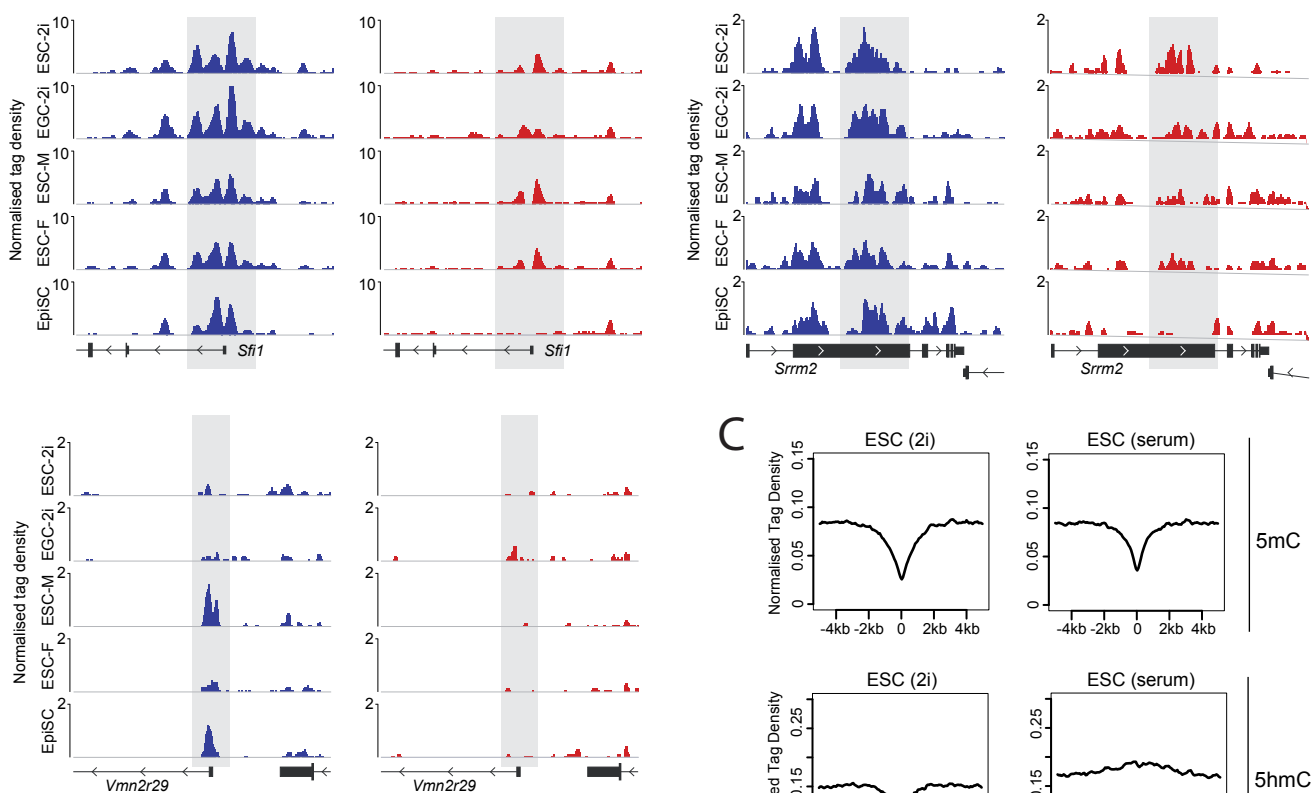 Normalised tag density
ESC-2i
10
EGC-2i
10
ESC-M
10
ESC-F
10
EpiSC
10
Sfi1
10
10
10
10
10
Sfi1
Normalised tag density
ESC-2i
2
EGC-2i
2
ESC-M
2
ESC-F
2
EpiSC
2
Srrm2
2
2
2
2
2
Srrm2
Normalised tag density
ESC-2i
2
EGC-2i
2
ESC-M
2
ESC-F
2
EpiSC
2
Vmn2r29
2
2
2
2
2
Vmn2r29
C
ESC (2i)
Normalised Tag Density
0.15
0.10
0.05
0
-4kb -2kb 0 2kb 4kb
ESC (serum)
0.15
0.10
0.05
0
-4kb -2kb 0 2kb 4kb
5mC
ESC (2i)
Tag Density
0.25
0.15
ESC (serum)
0.25
0.15
5hmC